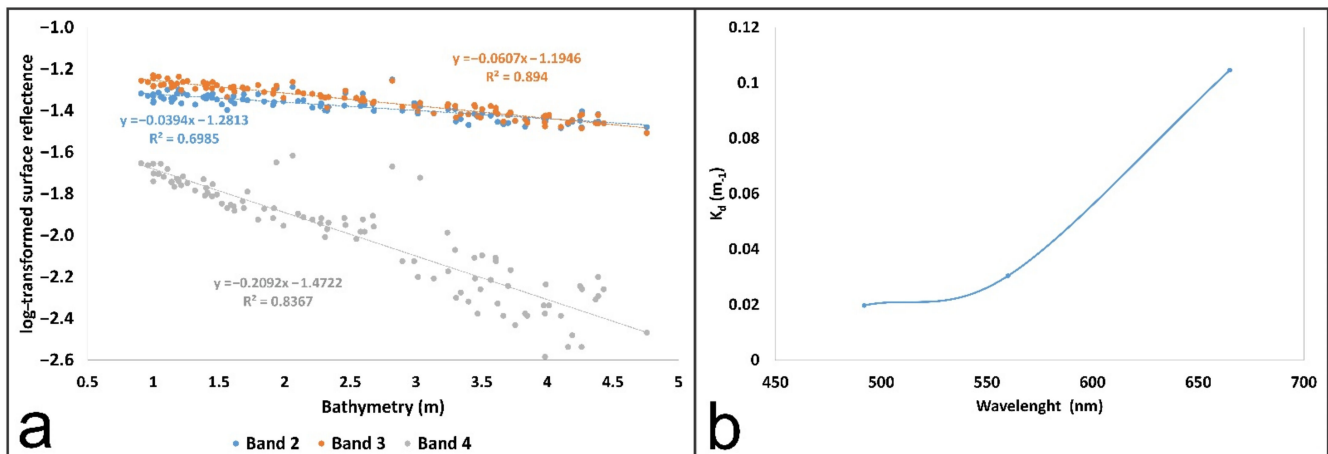 log-transformed surface reflectence
−1.0
−1.2
−1.4
−1.6
−1.8
−2.0
−2.2
−2.4
−2.6
y =−0.0607x − 1.1946
R² = 0.894
y =−0.0394x − 1.2813
R² = 0.6985
y =−0.2092x − 1.4722
R² = 0.8367
0.5 1 1.5 2 2.5 3 3.5 4 4.5 5
Bathymetry (m)
a
Band 2 Band 3 Band 4
K_d (m_-1)
0.12
0.1
0.08
0.06
0.04
0.02
0
450 500 550 600 650 700
Wavelenght (nm)
b